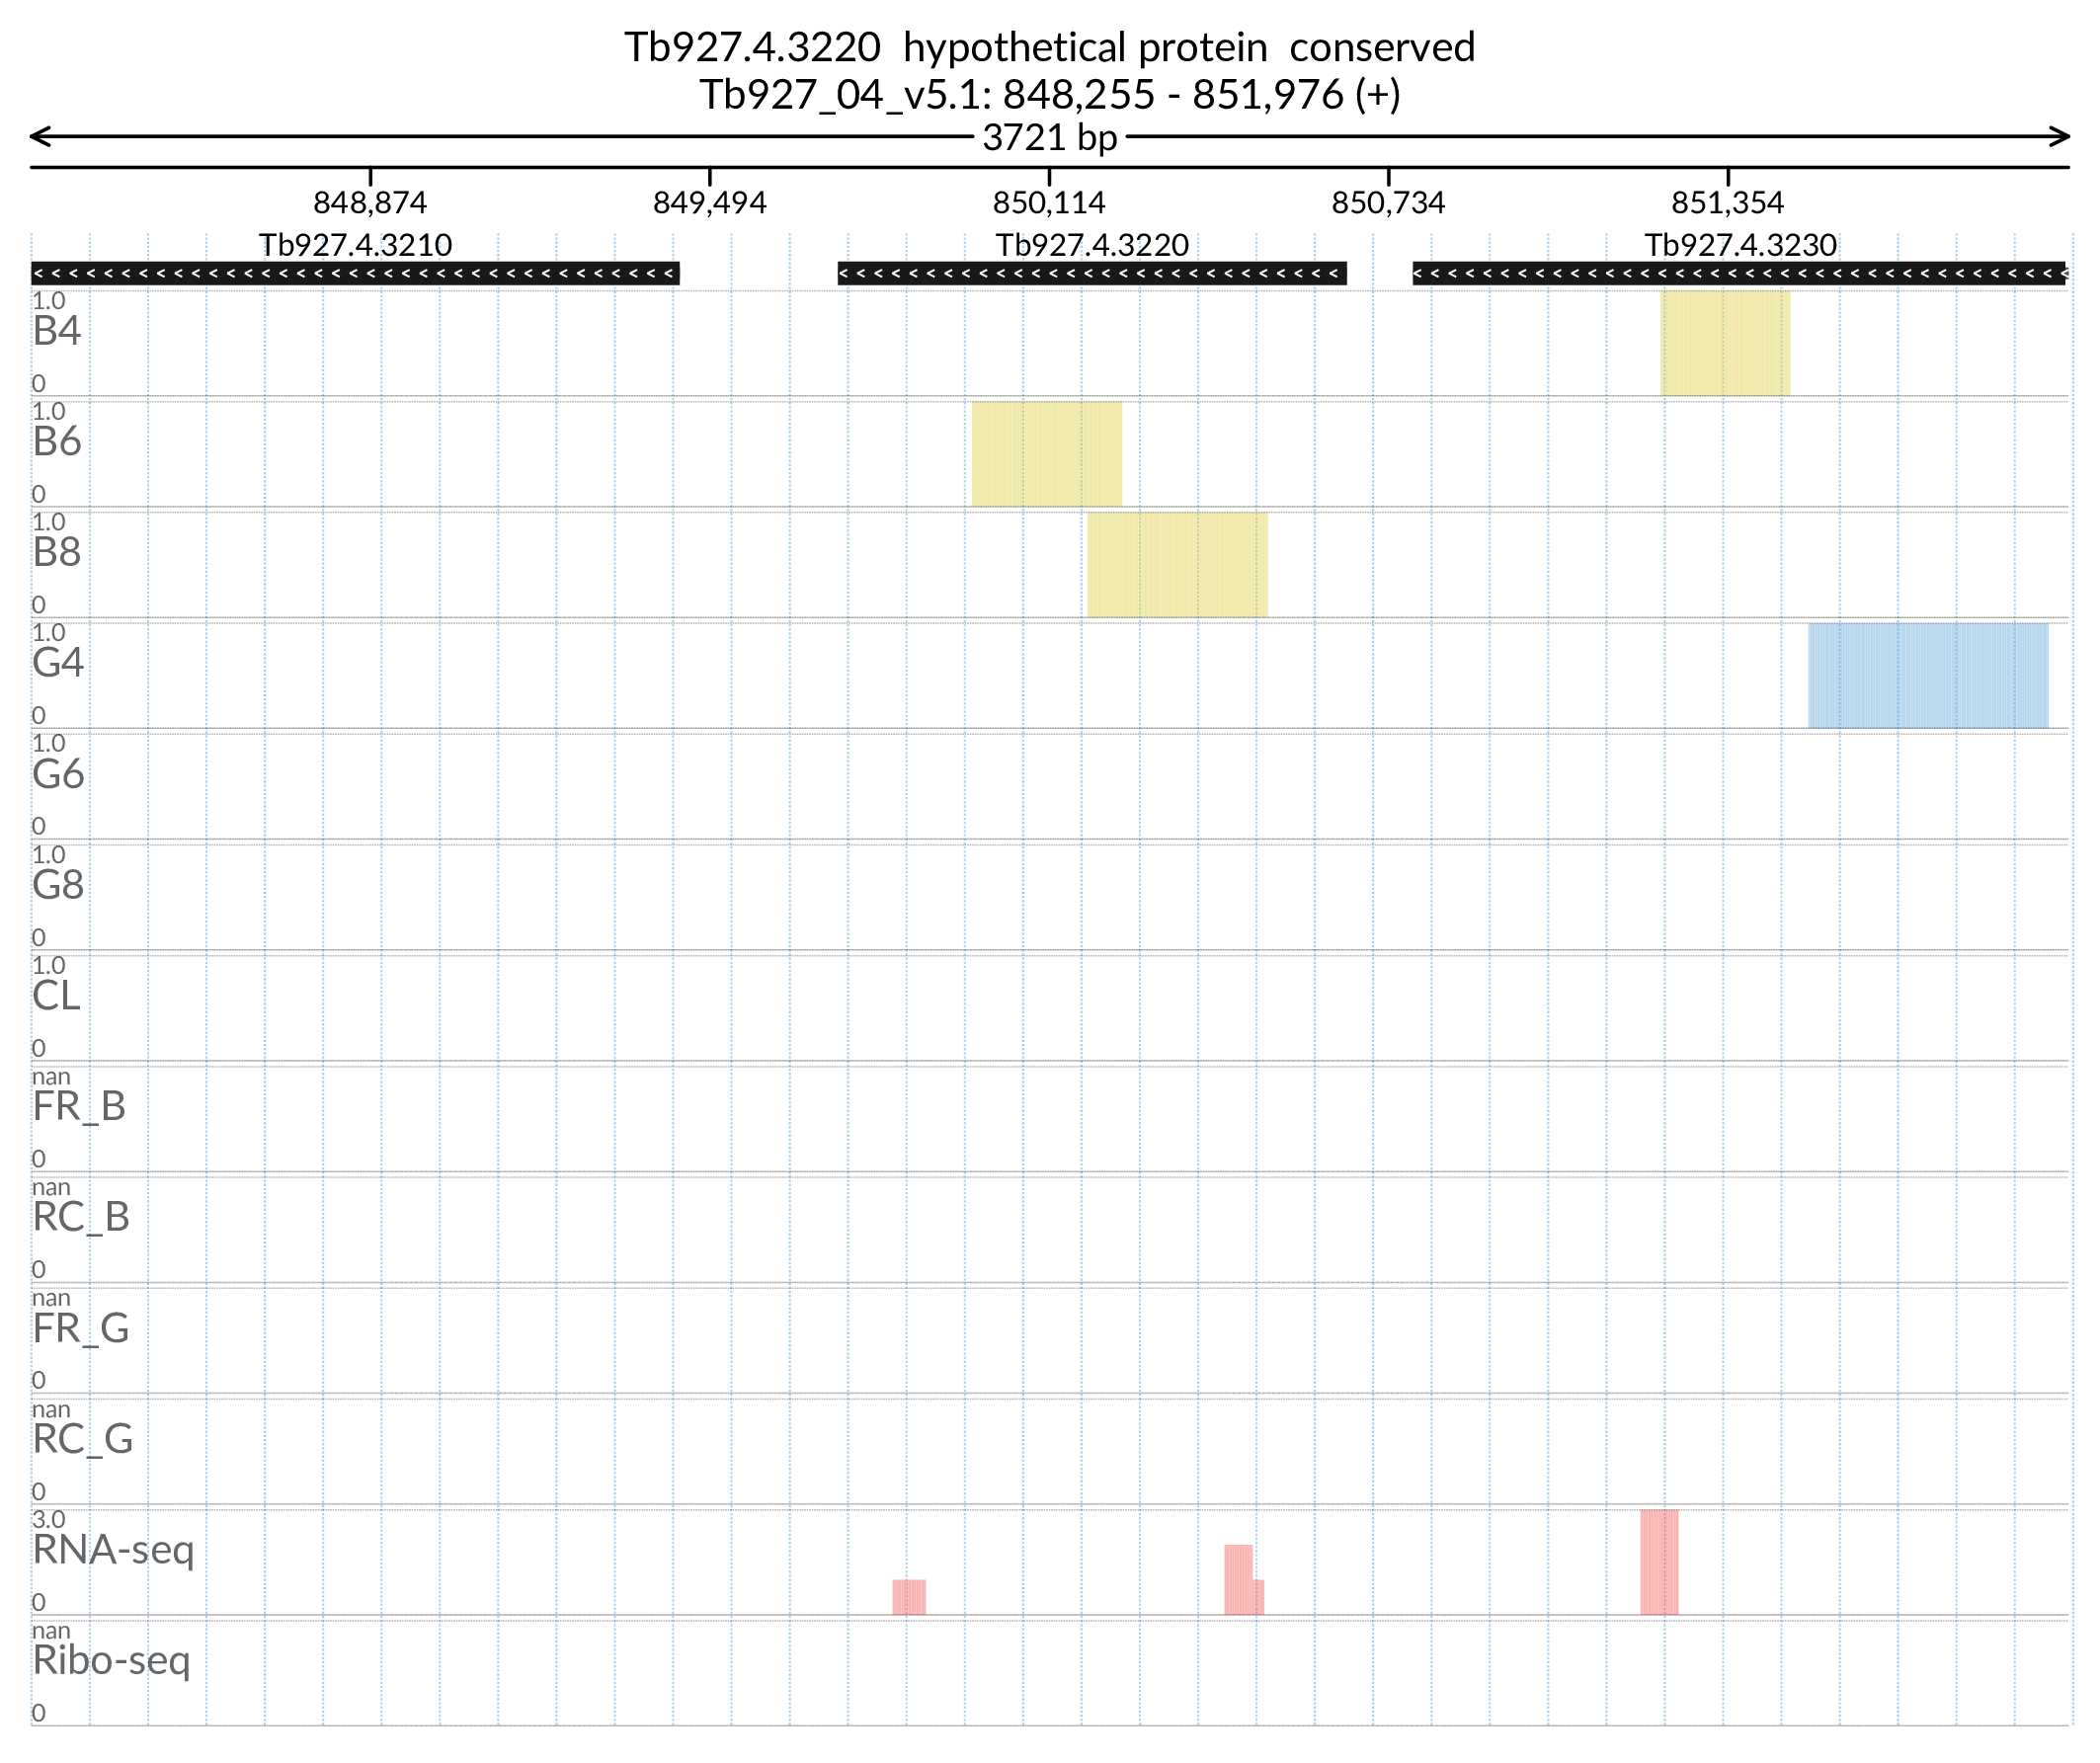 Tb927.4.3220  hypothetical protein  conserved
Tb927_04_v5.1: 848,255 - 851,976 (+)
3721 bp
848,874 849,494 850,114 850,734 851,354
Tb927.4.3210 Tb927.4.3220 Tb927.4.3230
1.0
B4
0
1.0
B6
0
1.0
B8
0
1.0
G4
0
1.0
G6
0
1.0
G8
0
1.0
CL
0
nan
FR_B
0
nan
RC_B
0
nan
FR_G
0
nan
RC_G
0
3.0
RNA-seq
0
nan
Ribo-seq
0